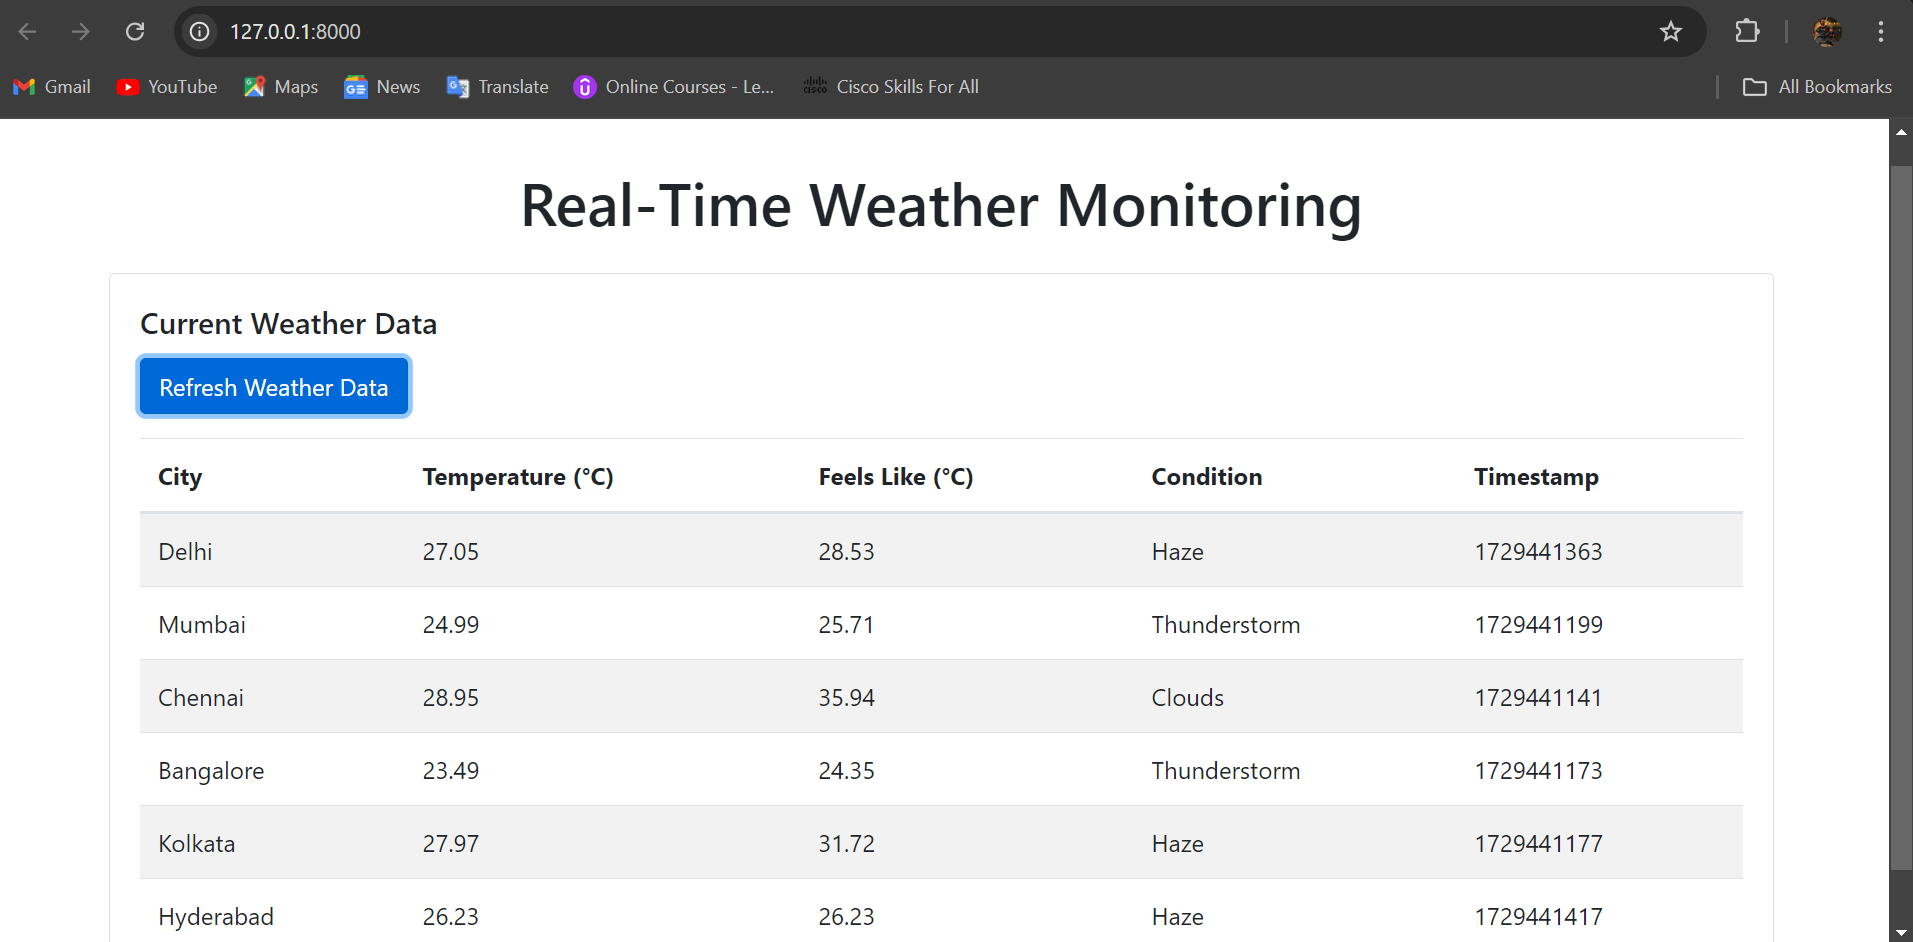 127.0.0.1:8000
Gmail YouTube Maps News Translate Online Courses - Le... Cisco Skills For All All Bookmarks
Real-Time Weather Monitoring
Current Weather Data
Refresh Weather Data
City Temperature (°C) Feels Like (°C) Condition Timestamp
Delhi 27.05 28.53 Haze 1729441363
Mumbai 24.99 25.71 Thunderstorm 1729441199
Chennai 28.95 35.94 Clouds 1729441141
Bangalore 23.49 24.35 Thunderstorm 1729441173
Kolkata 27.97 31.72 Haze 1729441177
Hyderabad 26.23 26.23 Haze 1729441417